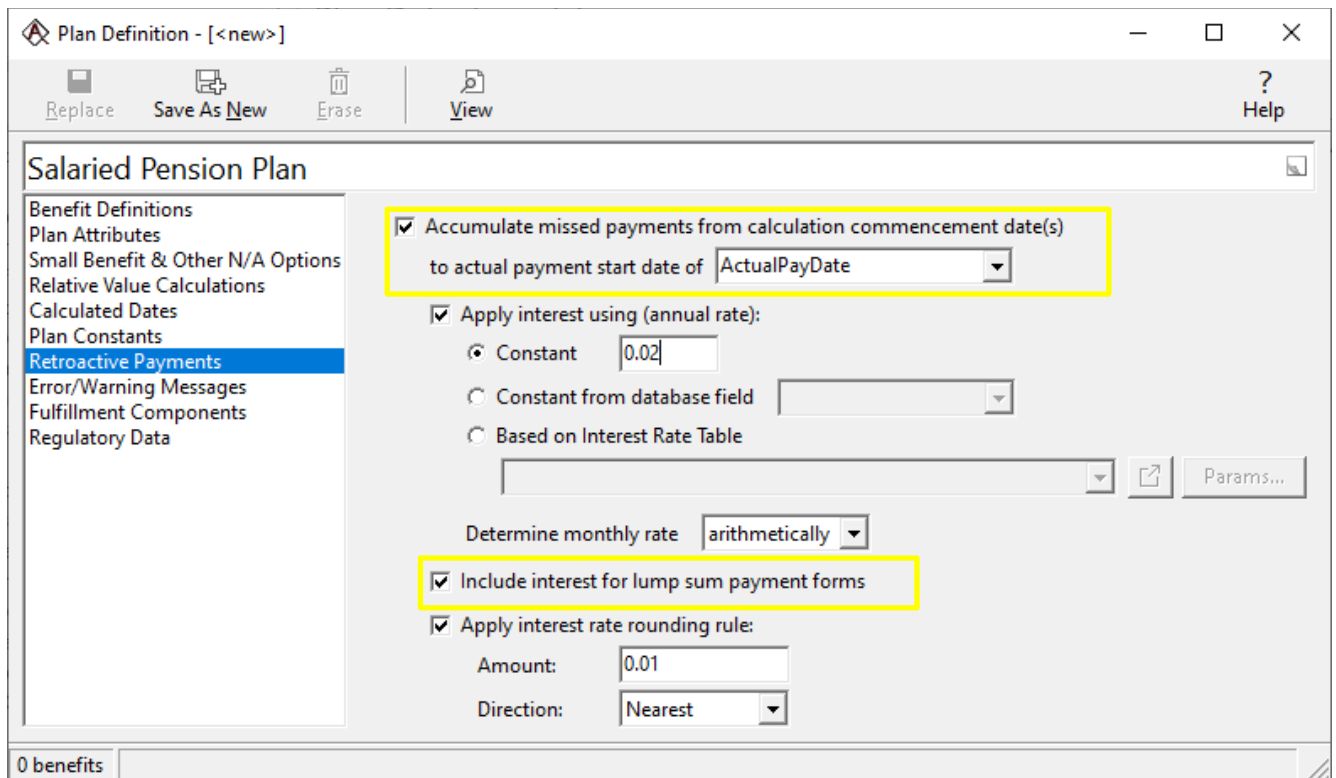 Plan Definition - [<new>]
Replace Save As New Erase View Help
Salaried Pension Plan
Benefit Definitions
Plan Attributes
Small Benefit & Other N/A Options
Relative Value Calculations
Calculated Dates
Plan Constants
Retroactive Payments
Error/Warning Messages
Fulfillment Components
Regulatory Data
Accumulate missed payments from calculation commencement date(s)
to actual payment start date of ActualPayDate
Apply interest using (annual rate):
Constant 0.02
Constant from database field
Based on Interest Rate Table
Params...
Determine monthly rate arithmetically
Include interest for lump sum payment forms
Apply interest rate rounding rule:
Amount: 0.01
Direction: Nearest
0 benefits